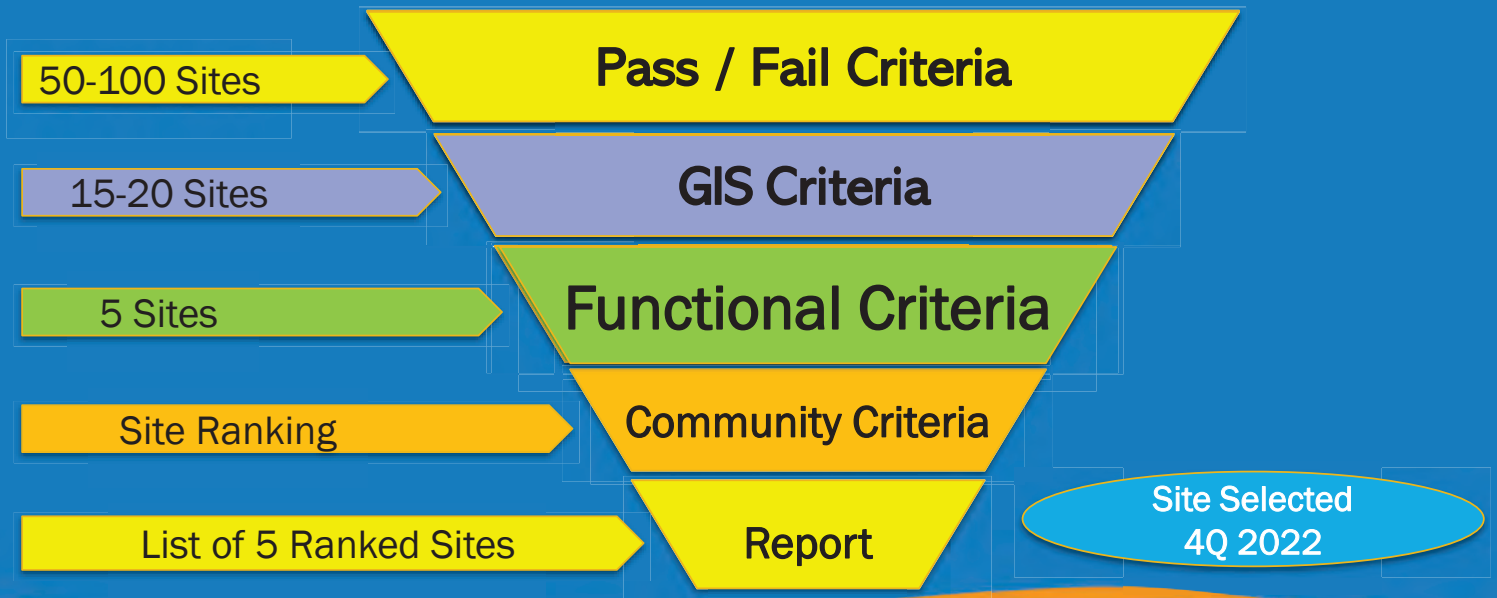 50-100 Sites
Pass / Fail Criteria
15-20 Sites
GIS Criteria
5 Sites
Functional Criteria
Site Ranking
Community Criteria
List of 5 Ranked Sites
Report
Site Selected
4Q 2022